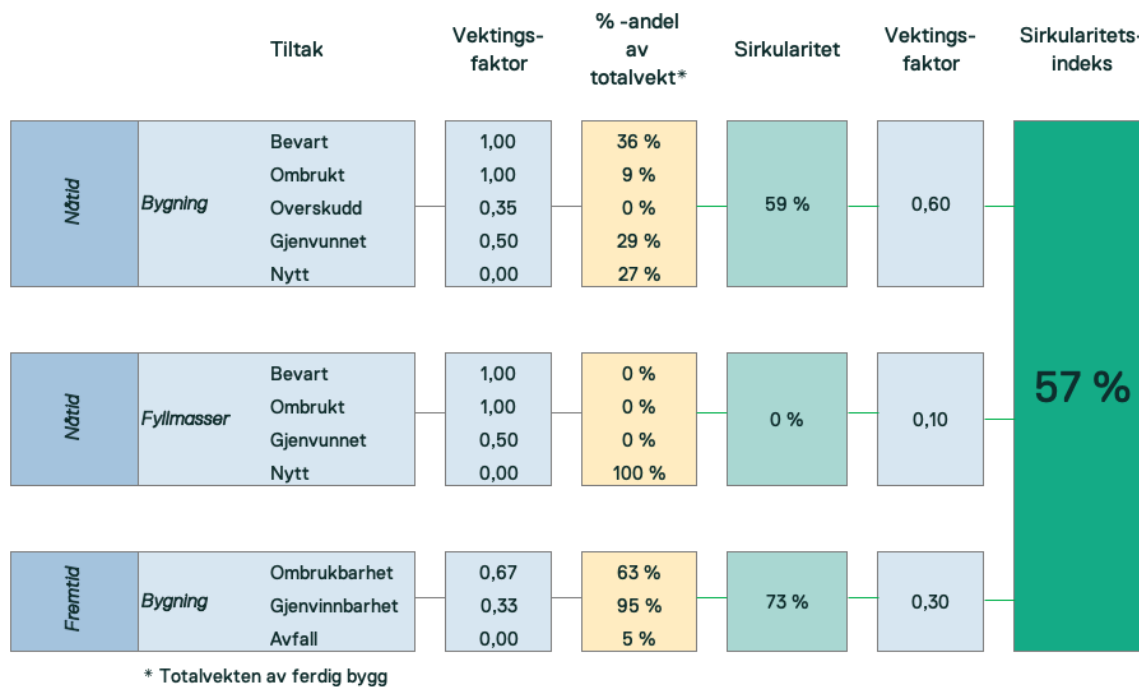 Tiltak
Vektings-
faktor
% -andel
av
totalvekt*
Sirkularitet
Vektings-
faktor
Sirkularitets-
indeks
Nåtid
Bygning
Bevart 1,00 36 %
Ombrukt 1,00 9 %
Overskudd 0,35 0 %
Gjenvunnet 0,50 29 %
Nytt 0,00 27 %
59 %
0,60
Nåtid
Fyllmasser
Bevart 1,00 0 %
Ombrukt 1,00 0 %
Gjenvunnet 0,50 0 %
Nytt 0,00 100 %
0 %
0,10
57 %
Fremtid
Bygning
Ombrukbarhet 0,67 63 %
Gjenvinnbarhet 0,33 95 %
Avfall 0,00 5 %
73 %
0,30
* Totalvekten av ferdig bygg